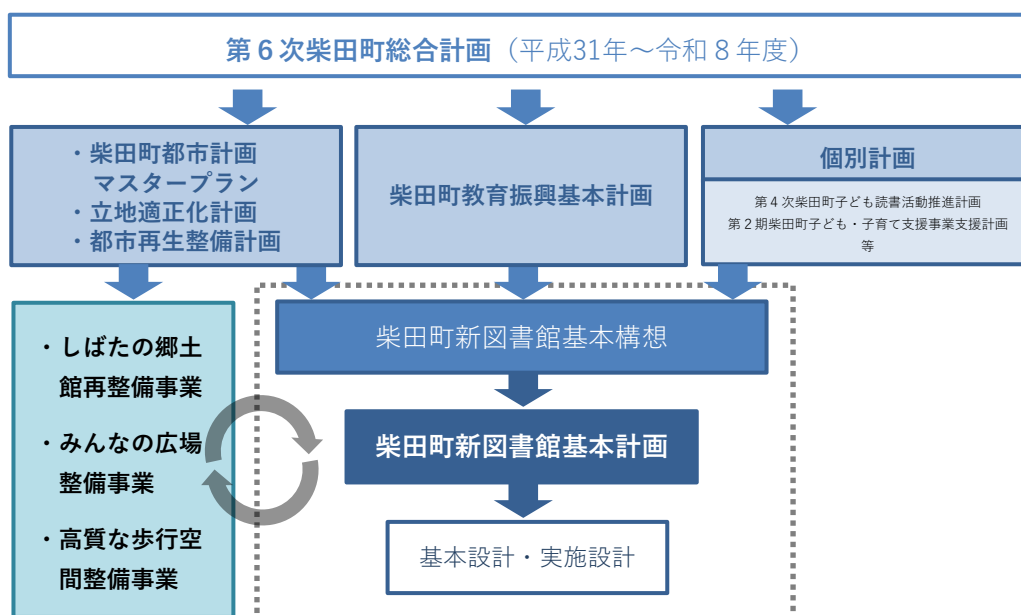 第6次柴田町総合計画（平成31年～令和８年度）
・柴田町都市計画
マスタープラン
・立地適正化計画
・都市再生整備計画
柴田町教育振興基本計画
個別計画
第４次柴田町子ども読書活動推進計画
第２期柴田町子ども・子育て支援事業支援計画
等
・しばたの郷土
館再整備事業
・みんなの広場
整備事業
・高質な歩行空
間整備事業
柴田町新図書館基本構想
柴田町新図書館基本計画
基本設計・実施設計